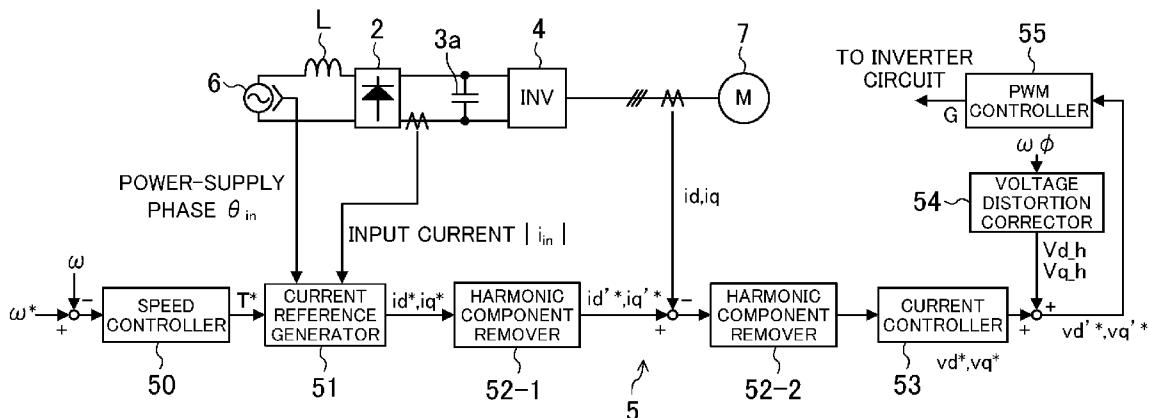 L
2
3a
4
7
55
6
INV
M
TO INVERTER
CIRCUIT
G
PWM
CONTROLLER
ω ϕ
54
VOLTAGE
DISTORTION
CORRECTOR
Vd_h
Vq_h
POWER-SUPPLY
PHASE θin
INPUT CURRENT | iin |
id,iq
ω
ω*
+
−
SPEED
CONTROLLER
50
T*
CURRENT
REFERENCE
GENERATOR
51
id*,iq*
HARMONIC
COMPONENT
REMOVER
52-1
id'*,iq'*
+
−
5
HARMONIC
COMPONENT
REMOVER
52-2
CURRENT
CONTROLLER
53
vd*,vq*
+
+
vd'*,vq'*